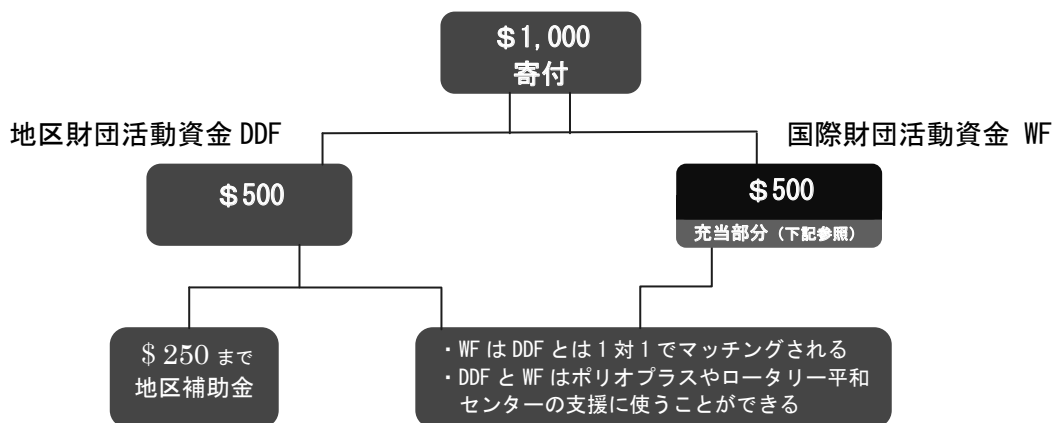 ＄1,000
寄付
地区財団活動資金 DDF
国際財団活動資金 WF
＄500
＄500
充当部分（下記参照）
＄250 まで
地区補助金
・WF は DDF とは 1 対 1 でマッチングされる
・DDF と WF はポリオプラスやロータリー平和
センターの支援に使うことができる